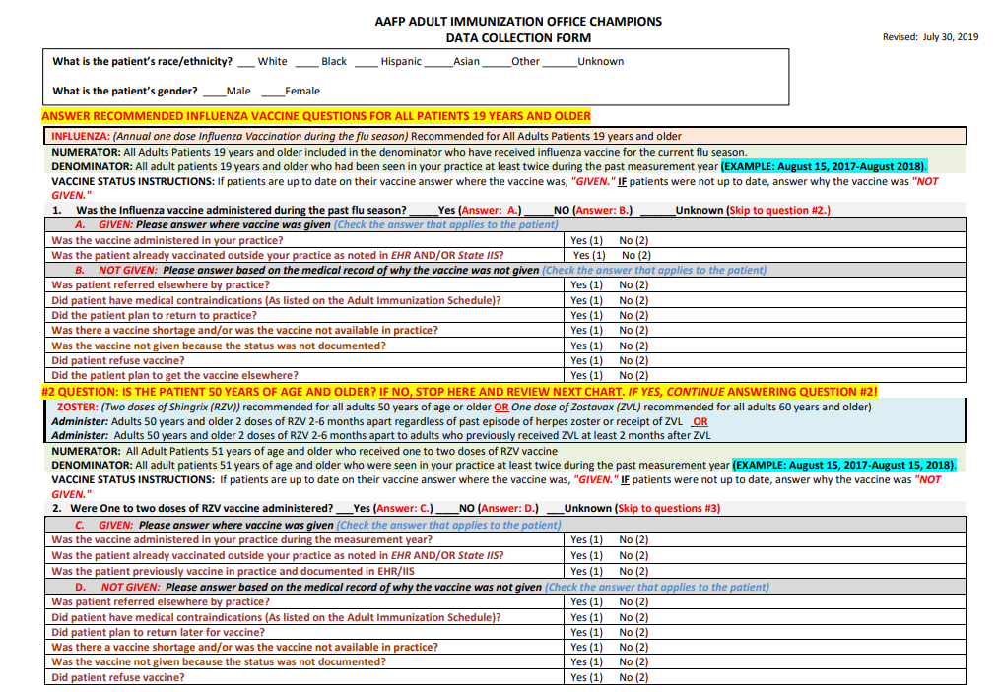 AAFP ADULT IMMUNIZATION OFFICE CHAMPIONS
DATA COLLECTION FORM
Revised: July 30, 2019
What is the patient's race/ethnicity? ___ White ____ Black ____ Hispanic _____Asian _____Other ______Unknown
What is the patient's gender? ____Male ____Female
ANSWER RECOMMENDED INFLUENZA VACCINE QUESTIONS FOR ALL PATIENTS 19 YEARS AND OLDER
INFLUENZA: (Annual one dose Influenza Vaccination during the flu season) Recommended for All Adults Patients 19 years and older
NUMERATOR: All Adults Patients 19 years and older included in the denominator who have received influenza vaccine for the current flu season.
DENOMINATOR: All adult patients 19 years and older who had been seen in your practice at least twice during the past measurement year (EXAMPLE: August 15, 2017-August 2018).
VACCINE STATUS INSTRUCTIONS: If patients are up to date on their vaccine answer where the vaccine was, "GIVEN." IF patients were not up to date, answer why the vaccine was "NOT
GIVEN."
1. Was the Influenza vaccine administered during the past flu season? _____Yes (Answer: A.) _____NO (Answer: B.) ______Unknown (Skip to question #2.)
A. GIVEN: Please answer where vaccine was given (Check the answer that applies to the patient)
Was the vaccine administered in your practice? Yes (1) No (2)
Was the patient already vaccinated outside your practice as noted in EHR AND/OR State IIS? Yes (1) No (2)
B. NOT GIVEN: Please answer based on the medical record of why the vaccine was not given (Check the answer that applies to the patient)
Was patient referred elsewhere by practice? Yes (1) No (2)
Did patient have medical contraindications (As listed on the Adult Immunization Schedule)? Yes (1) No (2)
Did the patient plan to return to practice? Yes (1) No (2)
Was there a vaccine shortage and/or was the vaccine not available in practice? Yes (1) No (2)
Was the vaccine not given because the status was not documented? Yes (1) No (2)
Did patient refuse vaccine? Yes (1) No (2)
Did the patient plan to get the vaccine elsewhere? Yes (1) No (2)
#2 QUESTION: IS THE PATIENT 50 YEARS OF AGE AND OLDER? IF NO, STOP HERE AND REVIEW NEXT CHART. IF YES, CONTINUE ANSWERING QUESTION #2!
ZOSTER: (Two doses of Shingrix (RZV)) recommended for all adults 50 years of age or older OR One dose of Zostavax (ZVL) recommended for all adults 60 years and older)
Administer: Adults 50 years and older 2 doses of RZV 2-6 months apart regardless of past episode of herpes zoster or receipt of ZVL OR
Administer: Adults 50 years and older 2 doses of RZV 2-6 months apart to adults who previously received ZVL at least 2 months after ZVL
NUMERATOR: All Adult Patients 51 years of age and older who received one to two doses of RZV vaccine
DENOMINATOR: All adult patients 51 years of age and older who were seen in your practice at least twice during the past measurement year (EXAMPLE: August 15, 2017-August 15, 2018).
VACCINE STATUS INSTRUCTIONS: If patients are up to date on their vaccine answer where the vaccine was, "GIVEN." IF patients were not up to date, answer why the vaccine was "NOT
GIVEN."
2. Were One to two doses of RZV vaccine administered? ___Yes (Answer: C.) ____NO (Answer: D.) ___Unknown (Skip to questions #3)
C. GIVEN: Please answer where vaccine was given (Check the answer that applies to the patient)
Was the vaccine administered in your practice during the measurement year? Yes (1) No (2)
Was the patient already vaccinated outside your practice as noted in EHR AND/OR State IIS? Yes (1) No (2)
Was the patient previously vaccine in practice and documented in EHR/IIS Yes (1) No (2)
D. NOT GIVEN: Please answer based on the medical record of why the vaccine was not given (Check the answer that applies to the patient)
Was patient referred elsewhere by practice? Yes (1) No (2)
Did patient have medical contraindications (As listed on the Adult Immunization Schedule)? Yes (1) No (2)
Did patient plan to return later for vaccine? Yes (1) No (2)
Was there a vaccine shortage and/or was the vaccine not available in practice? Yes (1) No (2)
Was the vaccine not given because the status was not documented? Yes (1) No (2)
Did patient refuse vaccine? Yes (1) No (2)